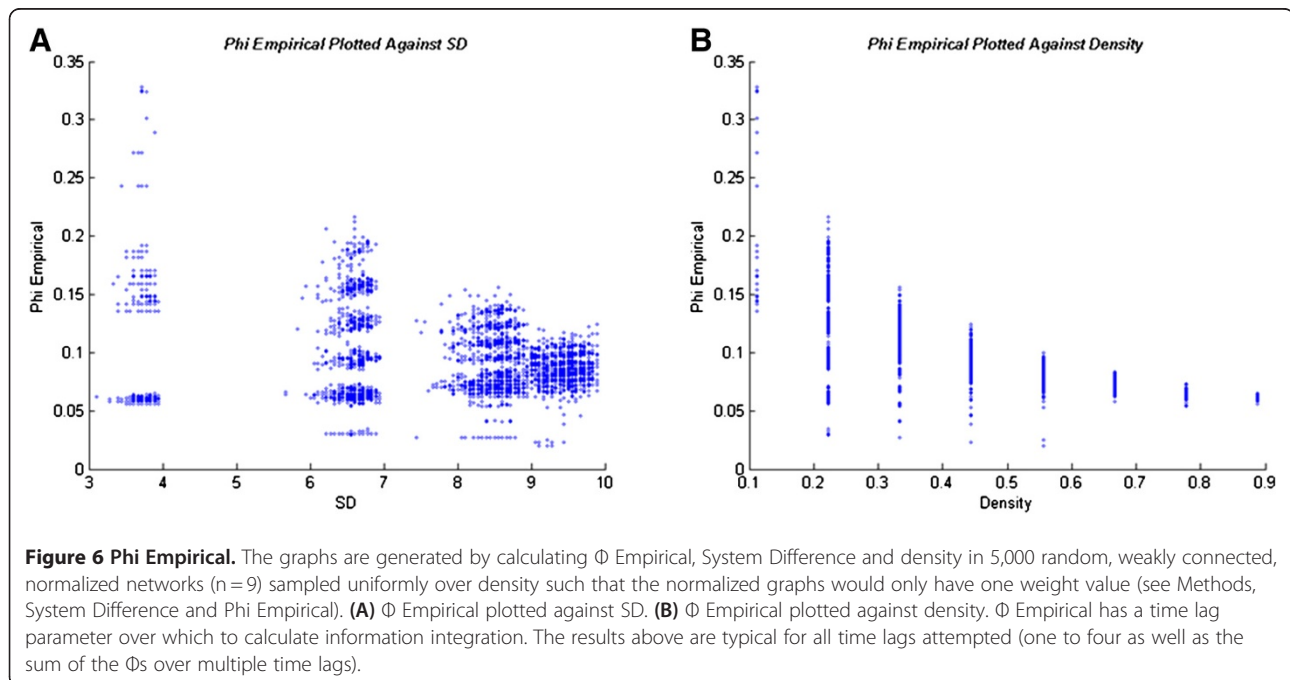 A
Phi Empirical Plotted Against SD
0.35
0.3
0.25
0.2
0.15
0.1
0.05
0
Phi Empirical
3 4 5 6 7 8 9 10
SD
B
Phi Empirical Plotted Against Density
0.35
0.3
0.25
0.2
0.15
0.1
0.05
0
Phi Empirical
0.1 0.2 0.3 0.4 0.5 0.6 0.7 0.8 0.9
Density
Figure 6 Phi Empirical. The graphs are generated by calculating Φ Empirical, System Difference and density in 5,000 random, weakly connected,
normalized networks (n = 9) sampled uniformly over density such that the normalized graphs would only have one weight value (see Methods,
System Difference and Phi Empirical). (A) Φ Empirical plotted against SD. (B) Φ Empirical plotted against density. Φ Empirical has a time lag
parameter over which to calculate information integration. The results above are typical for all time lags attempted (one to four as well as the
sum of the Φs over multiple time lags).